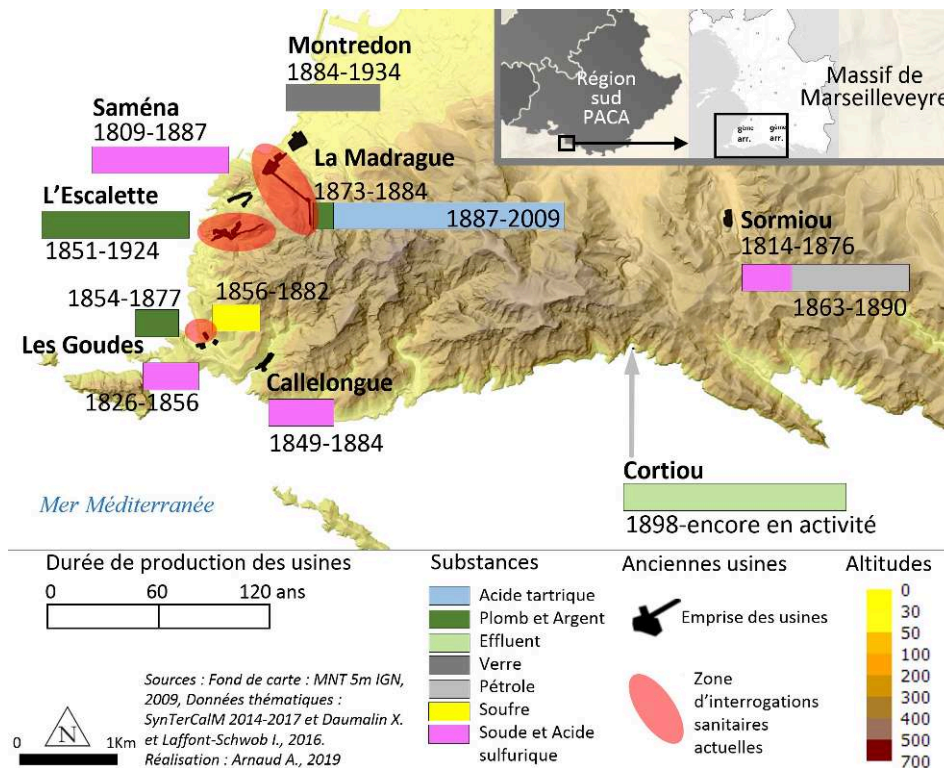 Montredon
1884-1934
Région
sud
PACA
Massif de
Marseilleveyre
8ème
arr.
9ème
arr.
Saména
1809-1887
La Madrague
1873-1884
1887-2009
L'Escalette
1851-1924
Sormiou
1814-1876
1863-1890
1854-1877
1856-1882
Les Goudes
1826-1856
Callelongue
1849-1884
Cortiou
1898-encore en activité
Mer Méditerranée
Durée de production des usines
0 60 120 ans
Sources : Fond de carte : MNT 5m IGN,
2009, Données thématiques :
SynTerCalM 2014-2017 et Daumalin X.
et Laffont-Schwob I., 2016.
Réalisation : Arnaud A., 2019
N
0 1Km
Substances
Acide tartrique
Plomb et Argent
Effluent
Verre
Pétrole
Soufre
Soude et Acide
sulfurique
Anciennes usines
Emprise des usines
Zone
d'interrogations
sanitaires
actuelles
Altitudes
0
30
50
100
200
300
400
500
700